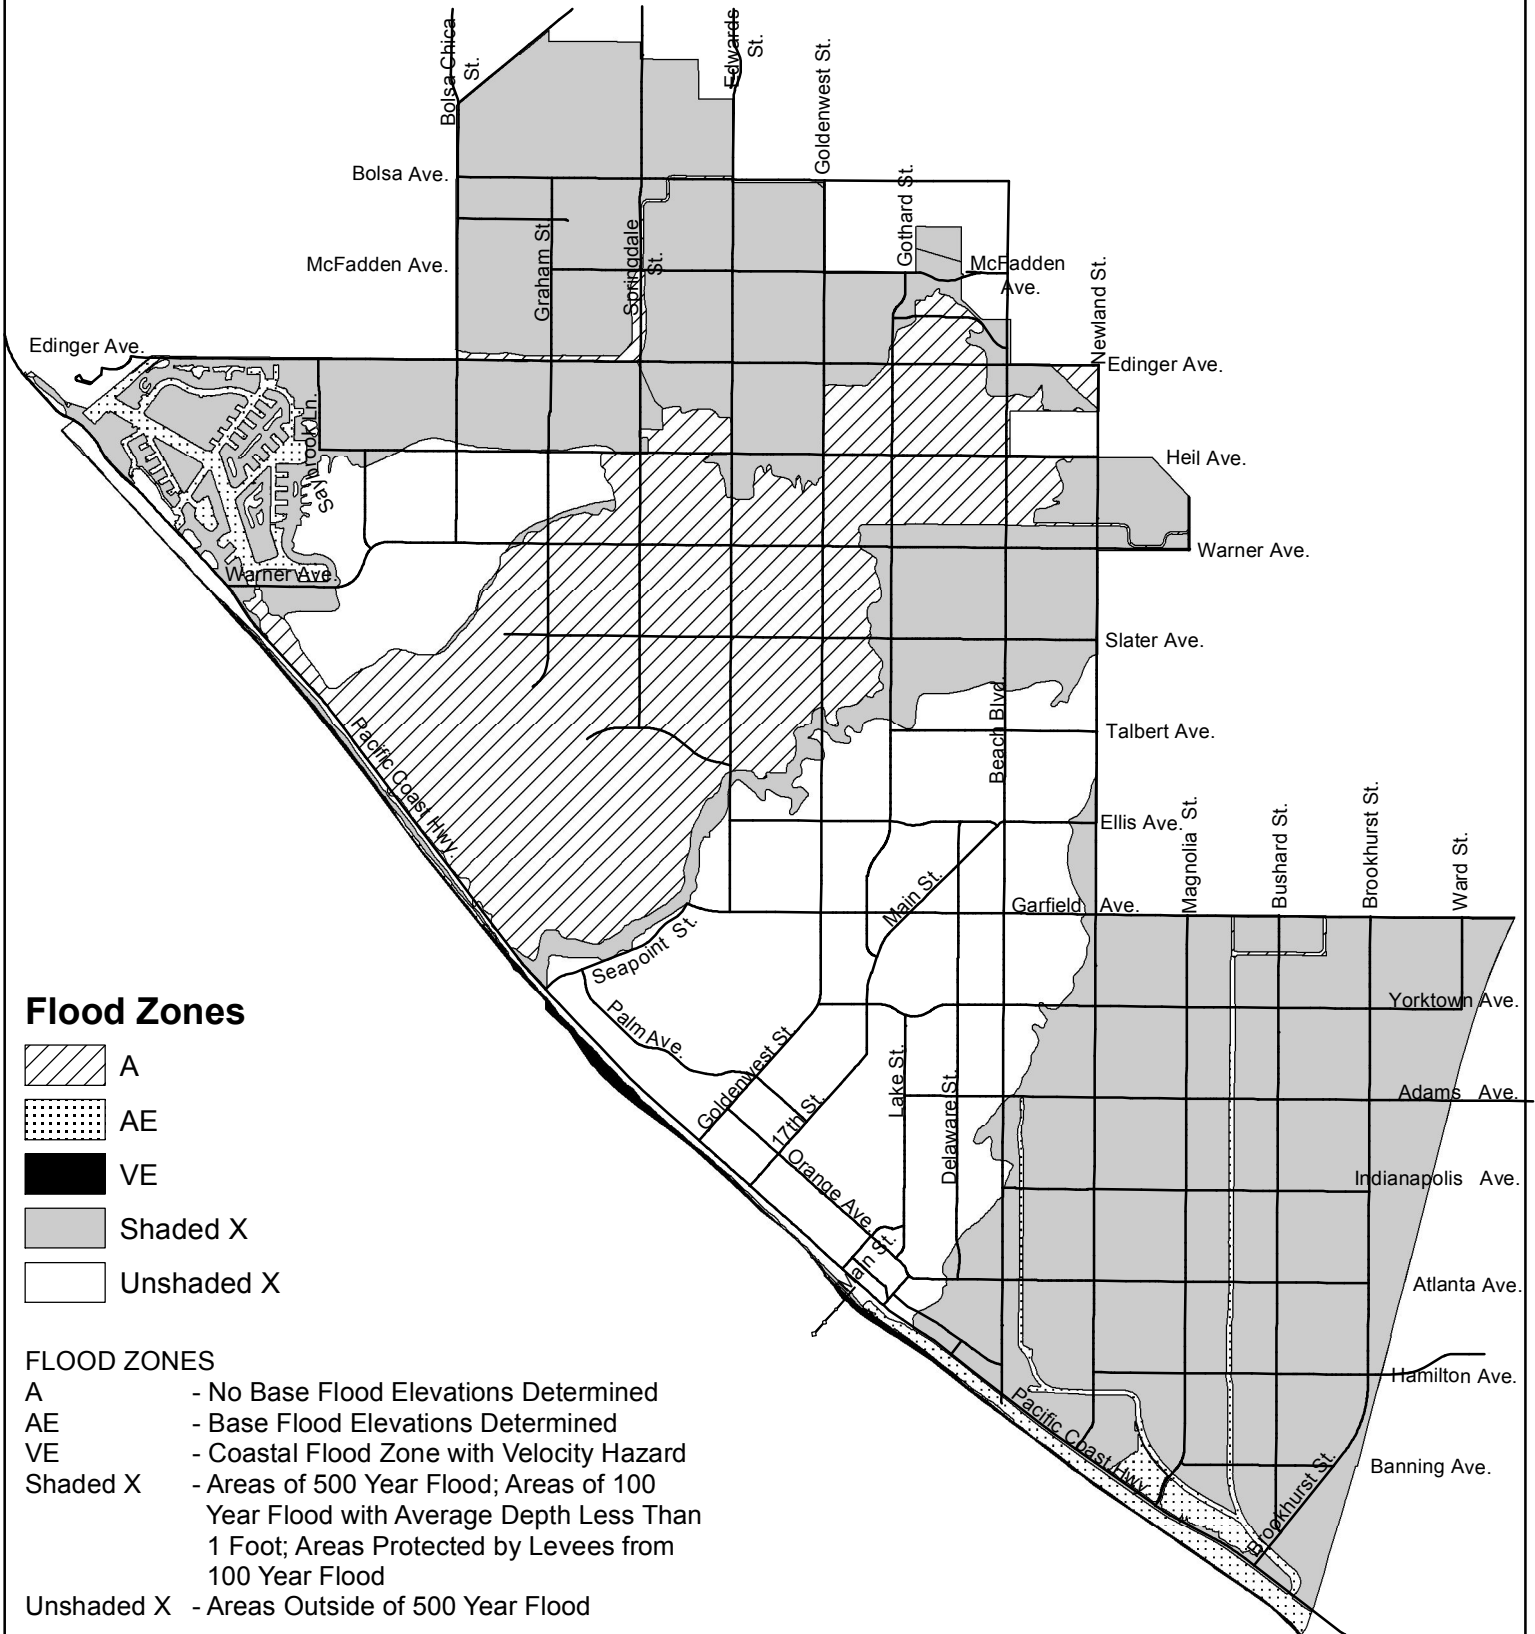 Bolsa Chica
St.
Edwards
St.
Goldenwest St.
Bolsa Ave.
Gothard St.
Graham St.
Springdale
St.
McFadden Ave.
McFadden
Ave.
Newland St.
Edinger Ave.
Edinger Ave.
Saybrook Ln.
Heil Ave.
Warner Ave.
Warner Ave.
Slater Ave.
Beach Blvd.
Talbert Ave.
Pacific Coast Hwy.
Ellis Ave.
Magnolia St.
Bushard St.
Brookhurst St.
Ward St.
Main St.
Garfield Ave.
Seapoint St.
Palm Ave.
Yorktown Ave.
Goldenwest St.
17th St.
Lake St.
Delaware St.
Adams Ave.
Orange Ave.
Indianapolis Ave.
Main St.
Atlanta Ave.
Hamilton Ave.
Pacific Coast Hwy.
Banning Ave.
Brookhurst St.
Flood Zones
A
AE
VE
Shaded X
Unshaded X
FLOOD ZONES
A - No Base Flood Elevations Determined
AE - Base Flood Elevations Determined
VE - Coastal Flood Zone with Velocity Hazard
Shaded X - Areas of 500 Year Flood; Areas of 100
Year Flood with Average Depth Less Than
1 Foot; Areas Protected by Levees from
100 Year Flood
Unshaded X - Areas Outside of 500 Year Flood